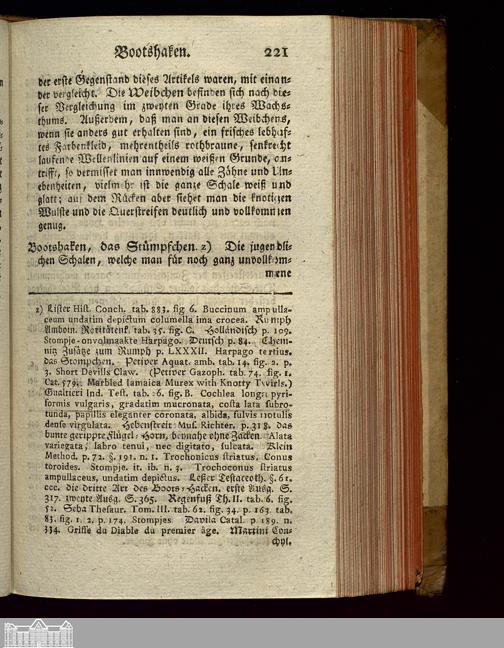 Bootshaken. 221
der erste Gegenstand dieses Artikels waren, mit einan-
der vergleicht. Die Weibchen befinden sich nach die-
ser Vergleichung im zweyten Grade ihres Wachs-
thums. Außerdem, daß man an diesen Weibchens,
wenn sie anders gut erhalten sind, ein frisches lebhaf-
tes Farbenkleid, mehrentheils rothbraune, senkrecht
laufende Wellenlinien auf einem weißen Grunde, an-
trifft, so vermisset man innwendig alle Zähne und Un-
ebenheiten, vielmehr ist die ganze Schale weiß und
glatt; auf dem Rücken aber siehet man die knotigen
Wulste und die Querstreifen deutlich und vollkommen
genug.
Bootshaken, das Stümpfchen. 2) Die jugendli-
chen Schalen, welche man für noch ganz unvollkom-
mene
2) Lister Hist. Conch. tab. 883. fig 6. Buccinum ampulla-
ceum undatim depictum columella ima crocea. Rumph
Amboin. Raritätenk. tab. 35. fig. C. Holländisch p. 109.
Stompje-onvolmaakte Harpago. Deutsch p. 84. Chem-
nitz Zusätze zum Rumph p. LXXXII. Harpago tertius,
das Stompchen. Petiver Aquat. amb. tab. 14. fig. 2. p.
3. Short Devills Claw. (Petiver Gazoph. tab. 74. fig. 1.
Cat. 579. Marbled Iamaica Murex with Knotty Twirls.)
Gualtieri Ind. Test. tab. 36. fig. B. Cochlea longa pyri-
formis vulgaris, gradatim mucronata, costa lata subro-
tunda, papillis eleganter coronata, albida, fulvis notulis
dense virgulata. Hebenstreit Mus. Richter. p. 318. das
bunte gerippte Flügel-Horn, beynahe ohne Zacken. Alata
variegata, labro tenui, nec digitato, sulcata. Klein
Method. p. 72. §. 191. n. 1. Trochonicus striatus. Conus
toroides. Stompje. it. ib. n. 3. Trochoconus striatus
ampullaceus, undatim depictus. Leßer Testaceoth. §. 61.
ccc. die dritte Art des Boots-Hacken. erste Ausg. S.
317. zweyte Ausg. S. 365. Regenfuß Th. II. tab. 6. fig.
52. Seba Thesaur. Tom. III. tab. 62. fig. 34. p. 163. tab.
83. fig. 1. 2. p. 174. Stompjes Davila Catal. p 189. n.
334. Griffe du Diable du premier âge. Martini Con-
chyl.